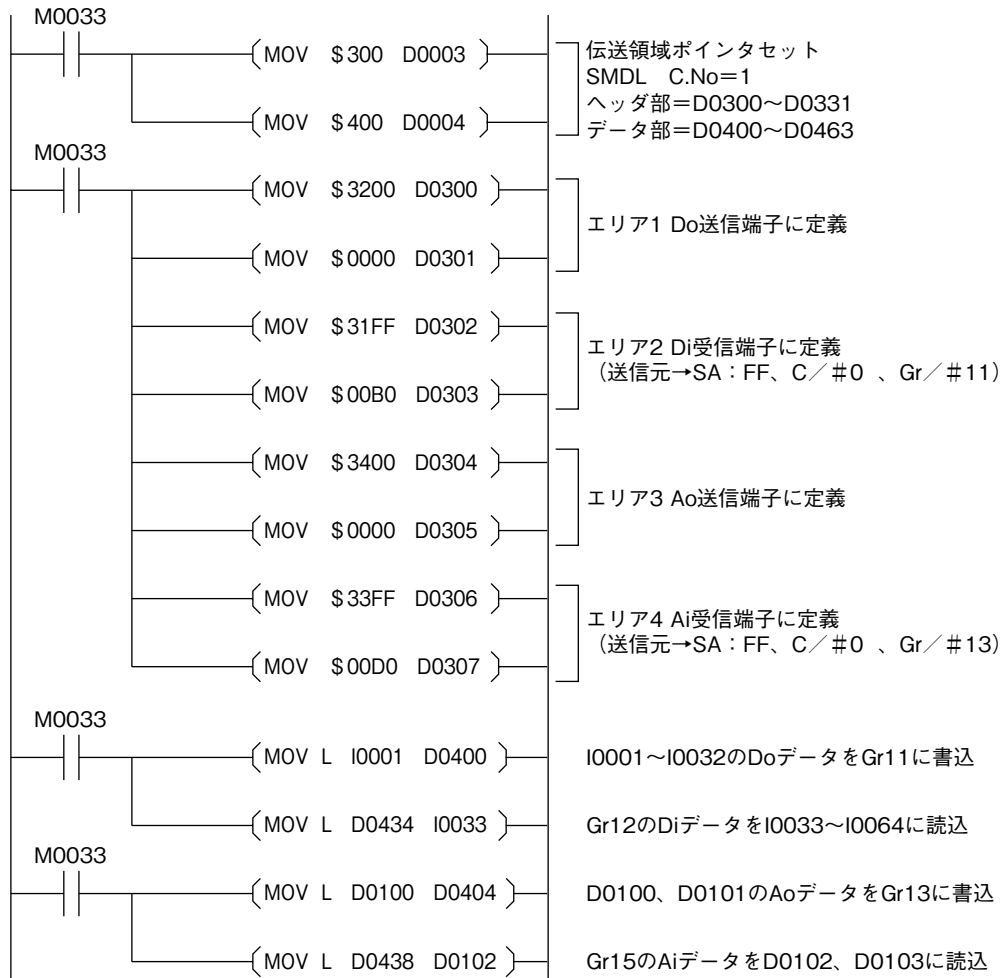 M0033
MOV $300 D0003
伝送領域ポインタセット
SMDL C.No=1
ヘッダ部=D0300～D0331
データ部=D0400～D0463
MOV $400 D0004
M0033
MOV $3200 D0300
エリア1 Do送信端子に定義
MOV $0000 D0301
MOV $31FF D0302
エリア2 Di受信端子に定義
（送信元→SA：FF、C／＃0 、Gr／＃11）
MOV $00B0 D0303
MOV $3400 D0304
エリア3 Ao送信端子に定義
MOV $0000 D0305
MOV $33FF D0306
エリア4 Ai受信端子に定義
（送信元→SA：FF、C／＃0 、Gr／＃13）
MOV $00D0 D0307
M0033
MOV L I0001 D0400 I0001～I0032のDoデータをGr11に書込
MOV L D0434 I0033 Gr12のDiデータをI0033～I0064に読込
M0033
MOV L D0100 D0404 D0100、D0101のAoデータをGr13に書込
MOV L D0438 D0102 Gr15のAiデータをD0102、D0103に読込